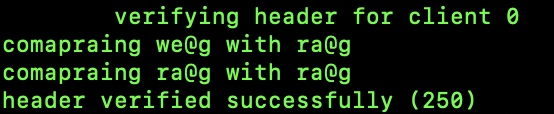 verifying header for client 0
comapraing we@g with ra@g
comapraing ra@g with ra@g
header verified successfully (250)